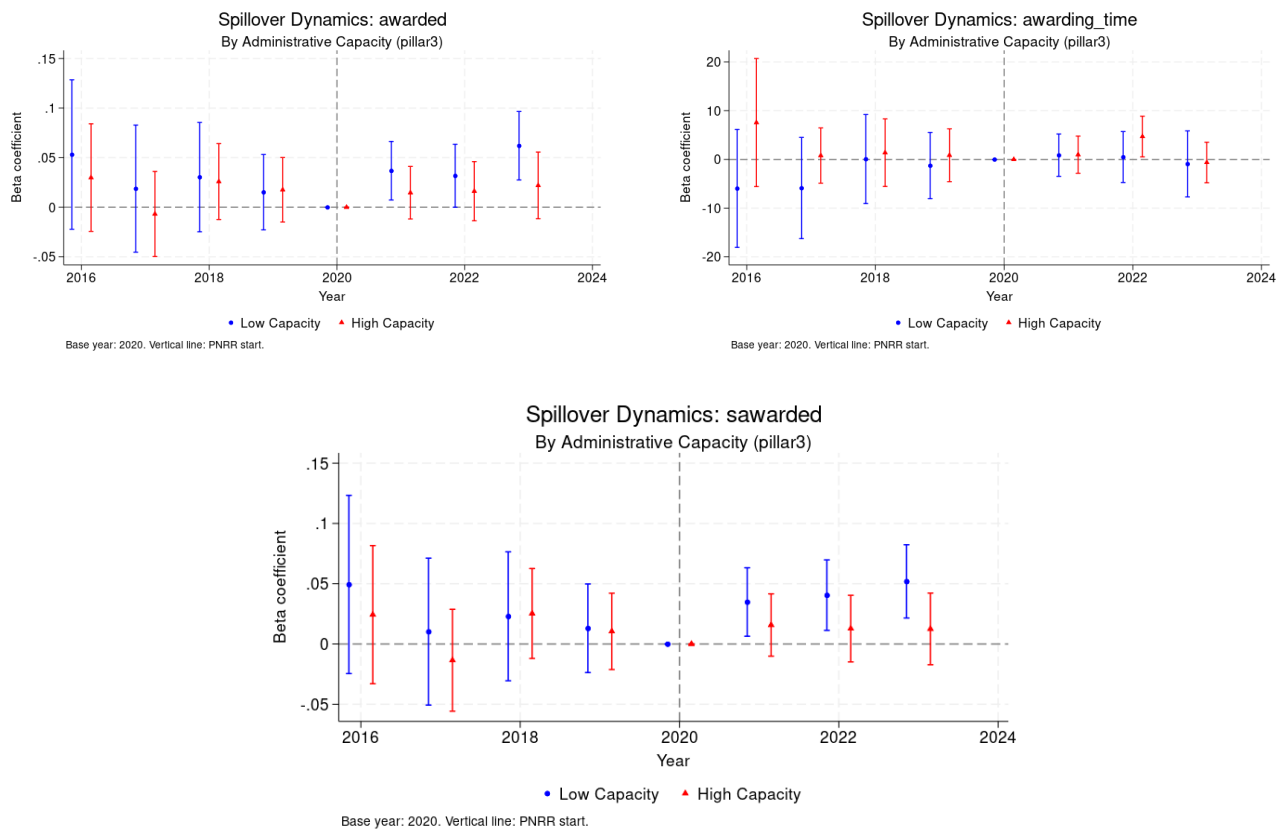 Spillover Dynamics: awarded
By Administrative Capacity (pillar3)
.15
.1
.05
0
-.05
Beta coefficient
2016 2018 2020 2022 2024
Year
Low Capacity High Capacity
Base year: 2020. Vertical line: PNRR start.
Spillover Dynamics: awarding_time
By Administrative Capacity (pillar3)
20
10
0
-10
-20
Beta coefficient
2016 2018 2020 2022 2024
Year
Low Capacity High Capacity
Base year: 2020. Vertical line: PNRR start.
Spillover Dynamics: sawarded
By Administrative Capacity (pillar3)
.15
.1
.05
0
-.05
Beta coefficient
2016 2018 2020 2022 2024
Year
Low Capacity High Capacity
Base year: 2020. Vertical line: PNRR start.